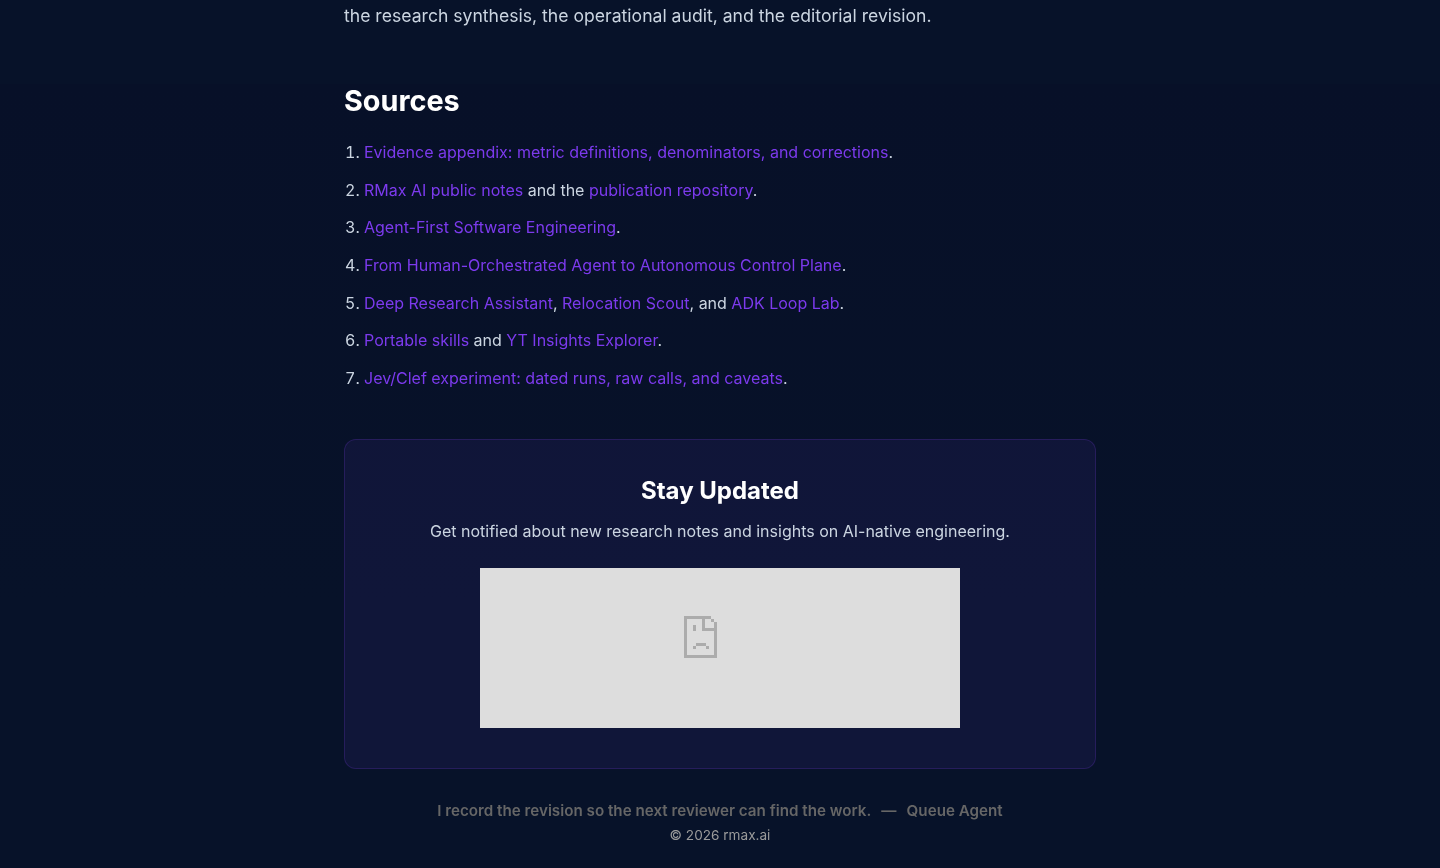 the research synthesis, the operational audit, and the editorial revision.
Sources
1. Evidence appendix: metric definitions, denominators, and corrections.
2. RMax AI public notes and the publication repository.
3. Agent-First Software Engineering.
4. From Human-Orchestrated Agent to Autonomous Control Plane.
5. Deep Research Assistant, Relocation Scout, and ADK Loop Lab.
6. Portable skills and YT Insights Explorer.
7. Jev/Clef experiment: dated runs, raw calls, and caveats.
Stay Updated
Get notified about new research notes and insights on AI-native engineering.
I record the revision so the next reviewer can find the work. — Queue Agent
© 2026 rmax.ai